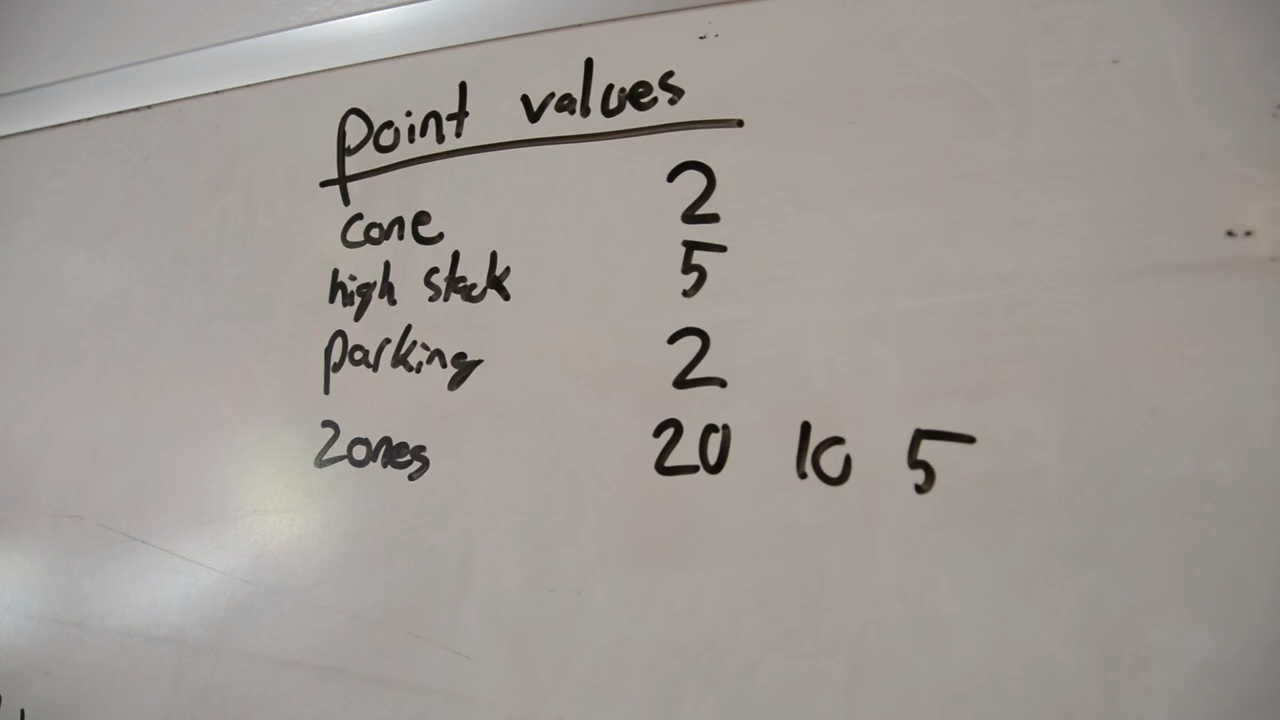 point values
cone 2
high stack 5
parking 2
zones 20 10 5